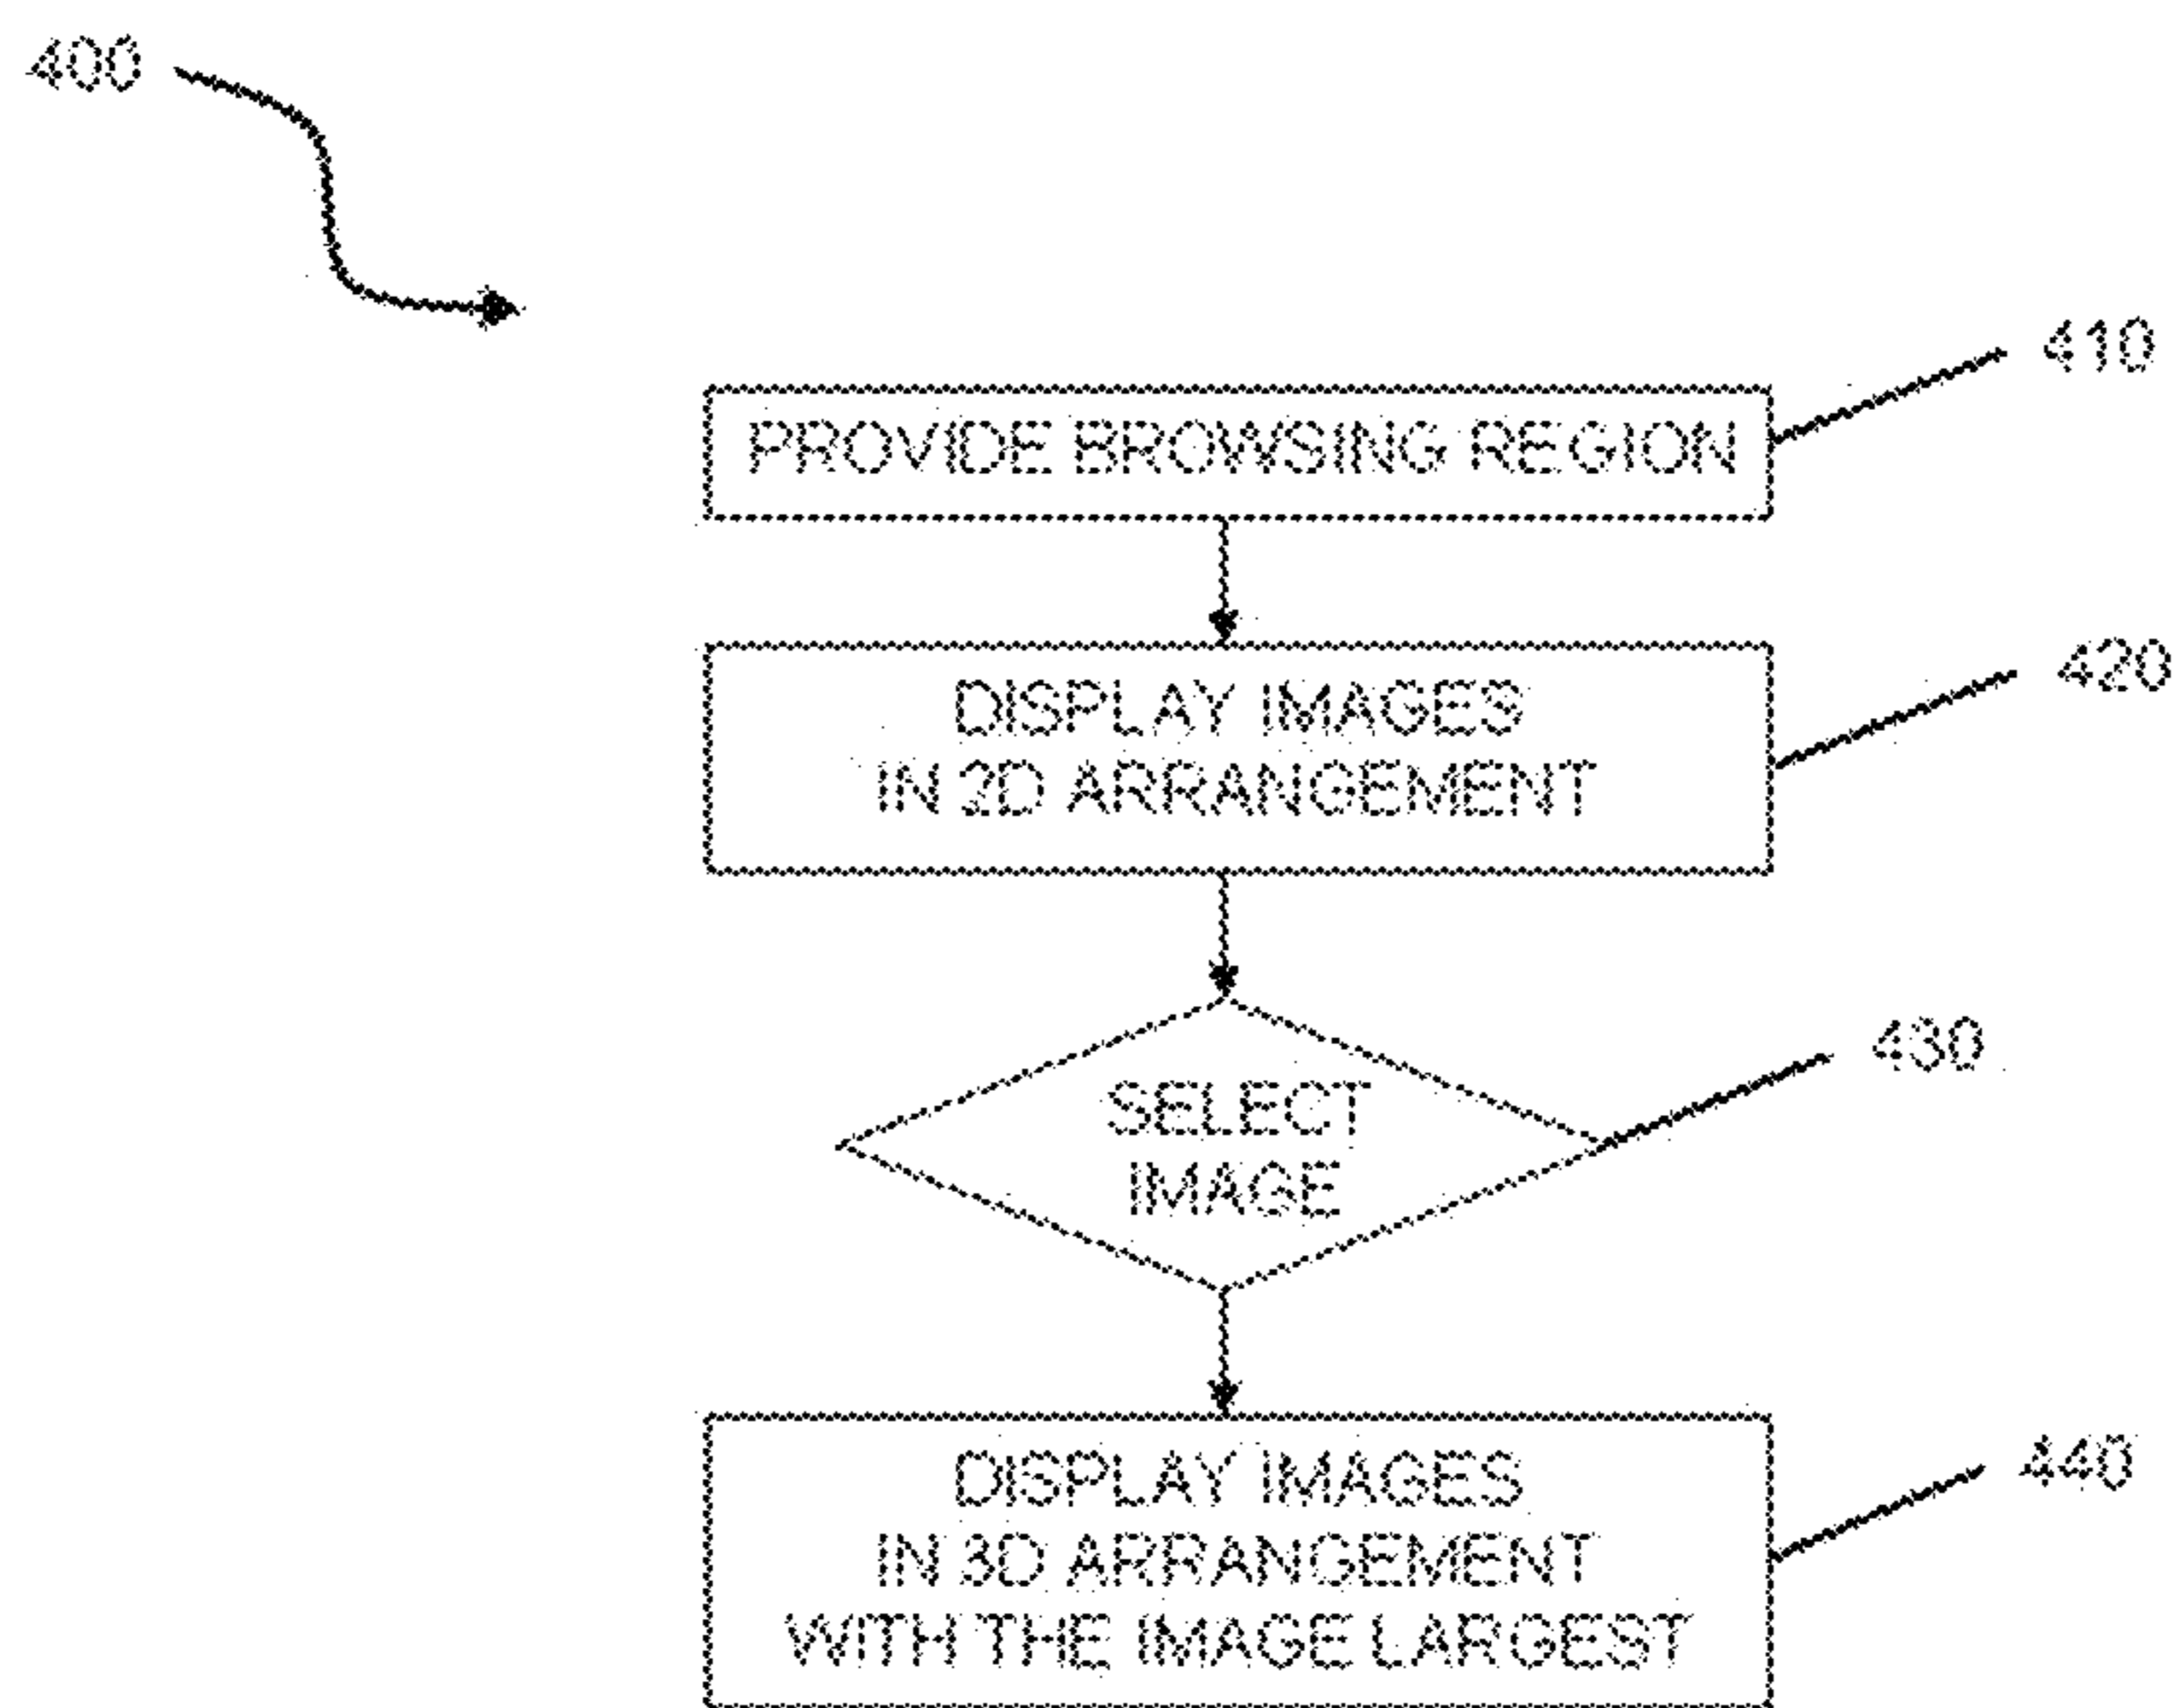 400
410
PROVIDE BROWSING REGION
420
DISPLAY IMAGES
IN 2D ARRANGEMENT
430
SELECT
IMAGE
440
DISPLAY IMAGES
IN 3D ARRANGEMENT
WITH THE IMAGE LARGEST